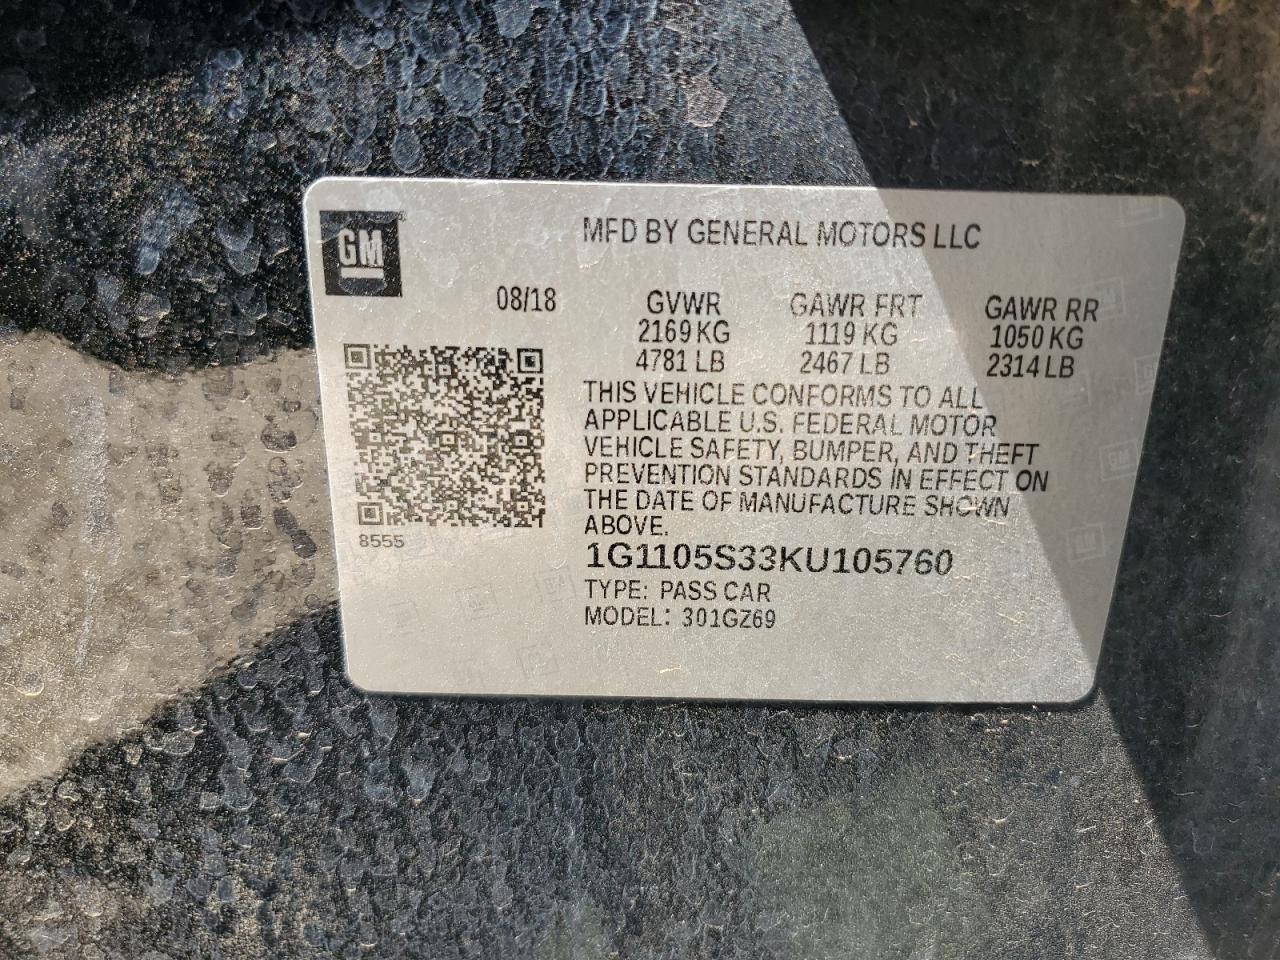 GM
MFD BY GENERAL MOTORS LLC
08/18
GVWR GAWR FRT GAWR RR
2169 KG 1119 KG 1050 KG
4781 LB 2467 LB 2314 LB
THIS VEHICLE CONFORMS TO ALL
APPLICABLE U.S. FEDERAL MOTOR
VEHICLE SAFETY, BUMPER, AND THEFT
PREVENTION STANDARDS IN EFFECT ON
THE DATE OF MANUFACTURE SHOWN
ABOVE.
8555
1G1105S33KU105760
TYPE: PASS CAR
MODEL: 301GZ69